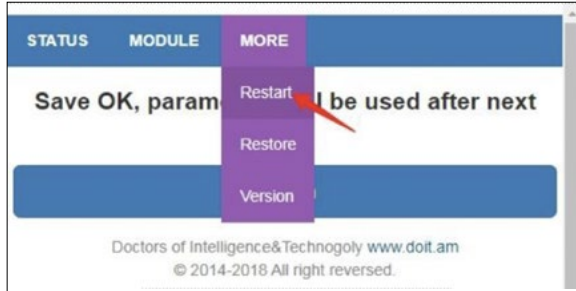 STATUS MODULE MORE
Restart
Save OK, be used after next
Restore
Version
Doctors of Intelligence&Technogoly www.doit.am
© 2014-2018 All right reversed.